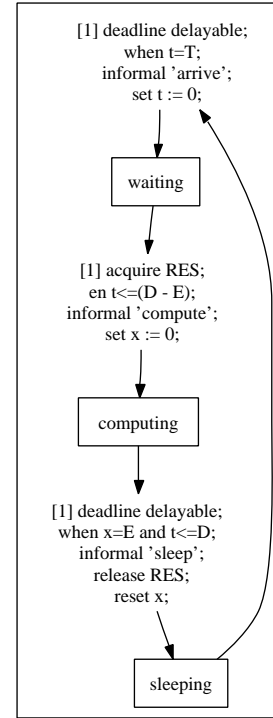 [1] deadline delayable;
when t=T;
informal 'arrive';
set t := 0;
waiting
[1] acquire RES;
en t<=(D - E);
informal 'compute';
set x := 0;
computing
[1] deadline delayable;
when x=E and t<=D;
informal 'sleep';
release RES;
reset x;
sleeping